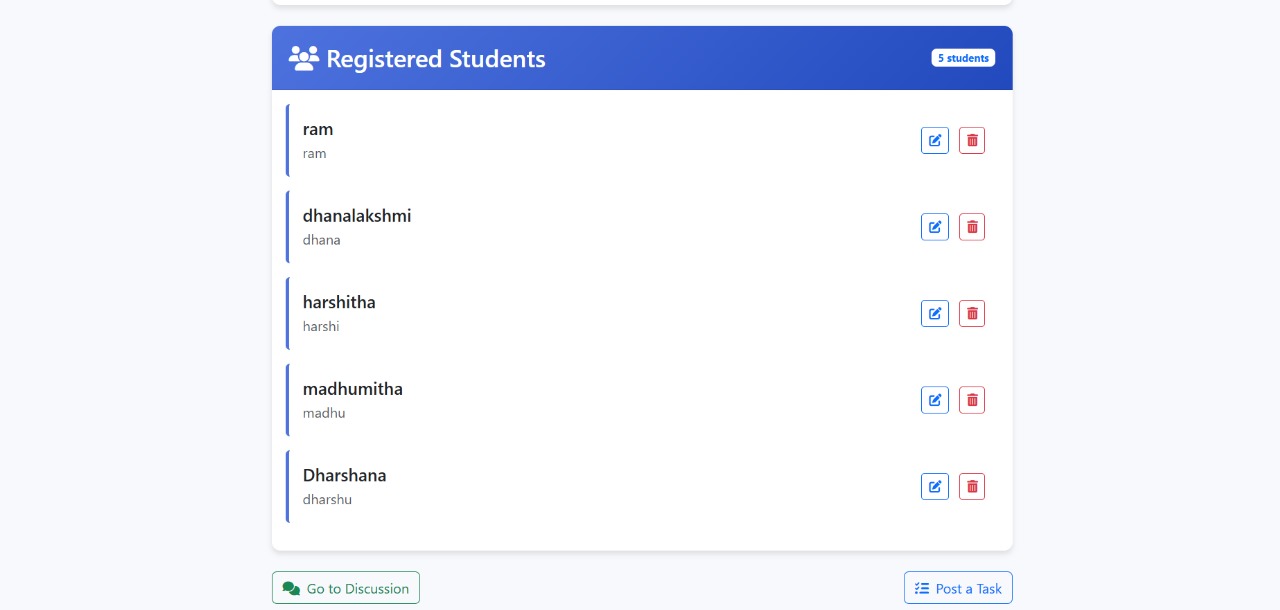 Registered Students
5 students
ram
ram
dhanalakshmi
dhana
harshitha
harshi
madhumitha
madhu
Dharshana
dharshu
Go to Discussion
Post a Task